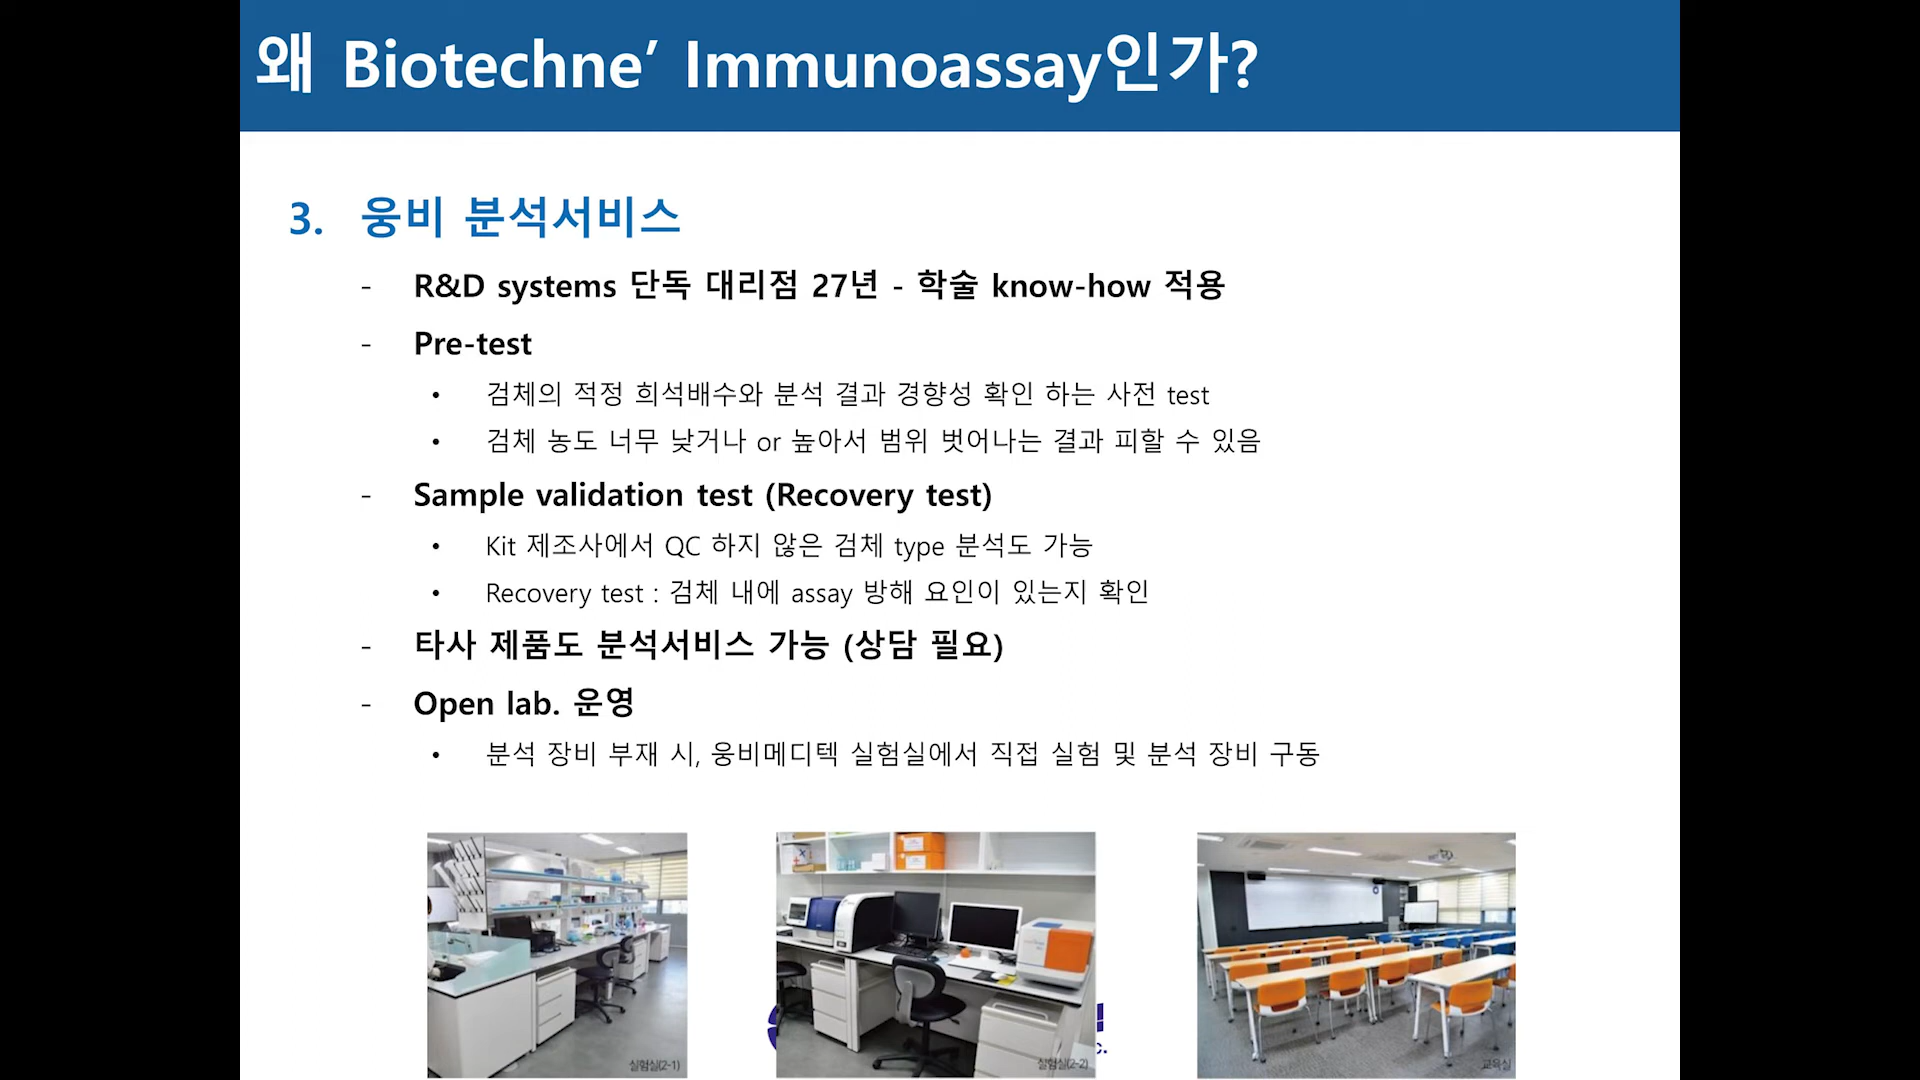 왜 Biotechne’ Immunoassay인가?
3. 웅비 분석서비스
- R&D systems 단독 대리점 27년 - 학술 know-how 적용
- Pre-test
• 검체의 적정 희석배수와 분석 결과 경향성 확인 하는 사전 test
• 검체 농도 너무 낮거나 or 높아서 범위 벗어나는 결과 피할 수 있음
- Sample validation test (Recovery test)
• Kit 제조사에서 QC 하지 않은 검체 type 분석도 가능
• Recovery test : 검체 내에 assay 방해 요인이 있는지 확인
- 타사 제품도 분석서비스 가능 (상담 필요)
- Open lab. 운영
• 분석 장비 부재 시, 웅비메디텍 실험실에서 직접 실험 및 분석 장비 구동
실험실(2-1)
실험실(2-2)
교육실